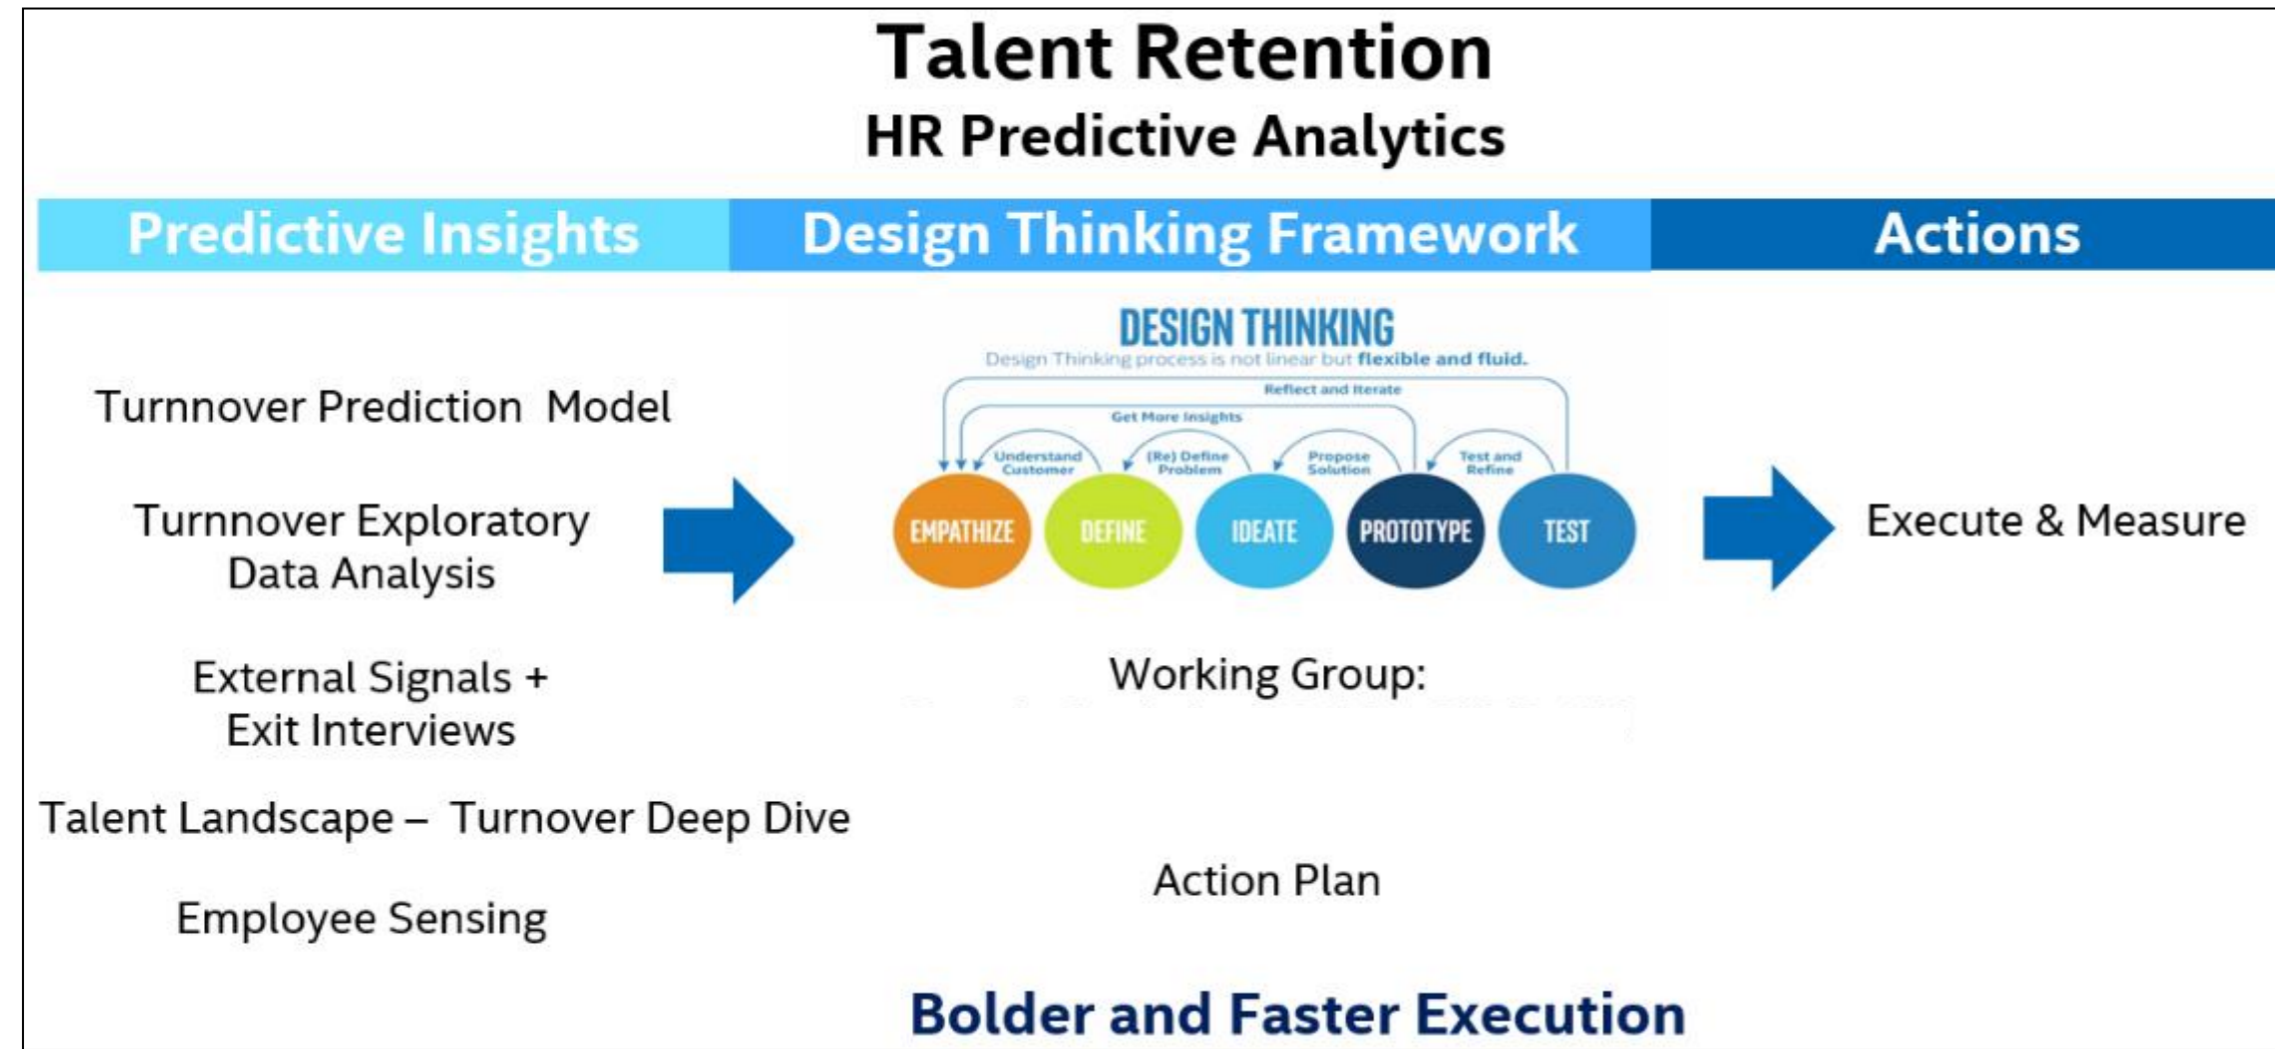 Talent Retention
HR Predictive Analytics
Predictive Insights
Design Thinking Framework
Actions
Turnnover Prediction Model
Turnnover Exploratory
Data Analysis
External Signals +
Exit Interviews
Talent Landscape – Turnover Deep Dive
Employee Sensing
DESIGN THINKING
Design Thinking process is not linear but flexible and fluid.
Reflect and Iterate
Get More Insights
Understand
Customer
(Re) Define
Problem
Propose
Solution
Test and
Refine
EMPATHIZE
DEFINE
IDEATE
PROTOTYPE
TEST
Working Group:
Action Plan
Bolder and Faster Execution
Execute & Measure